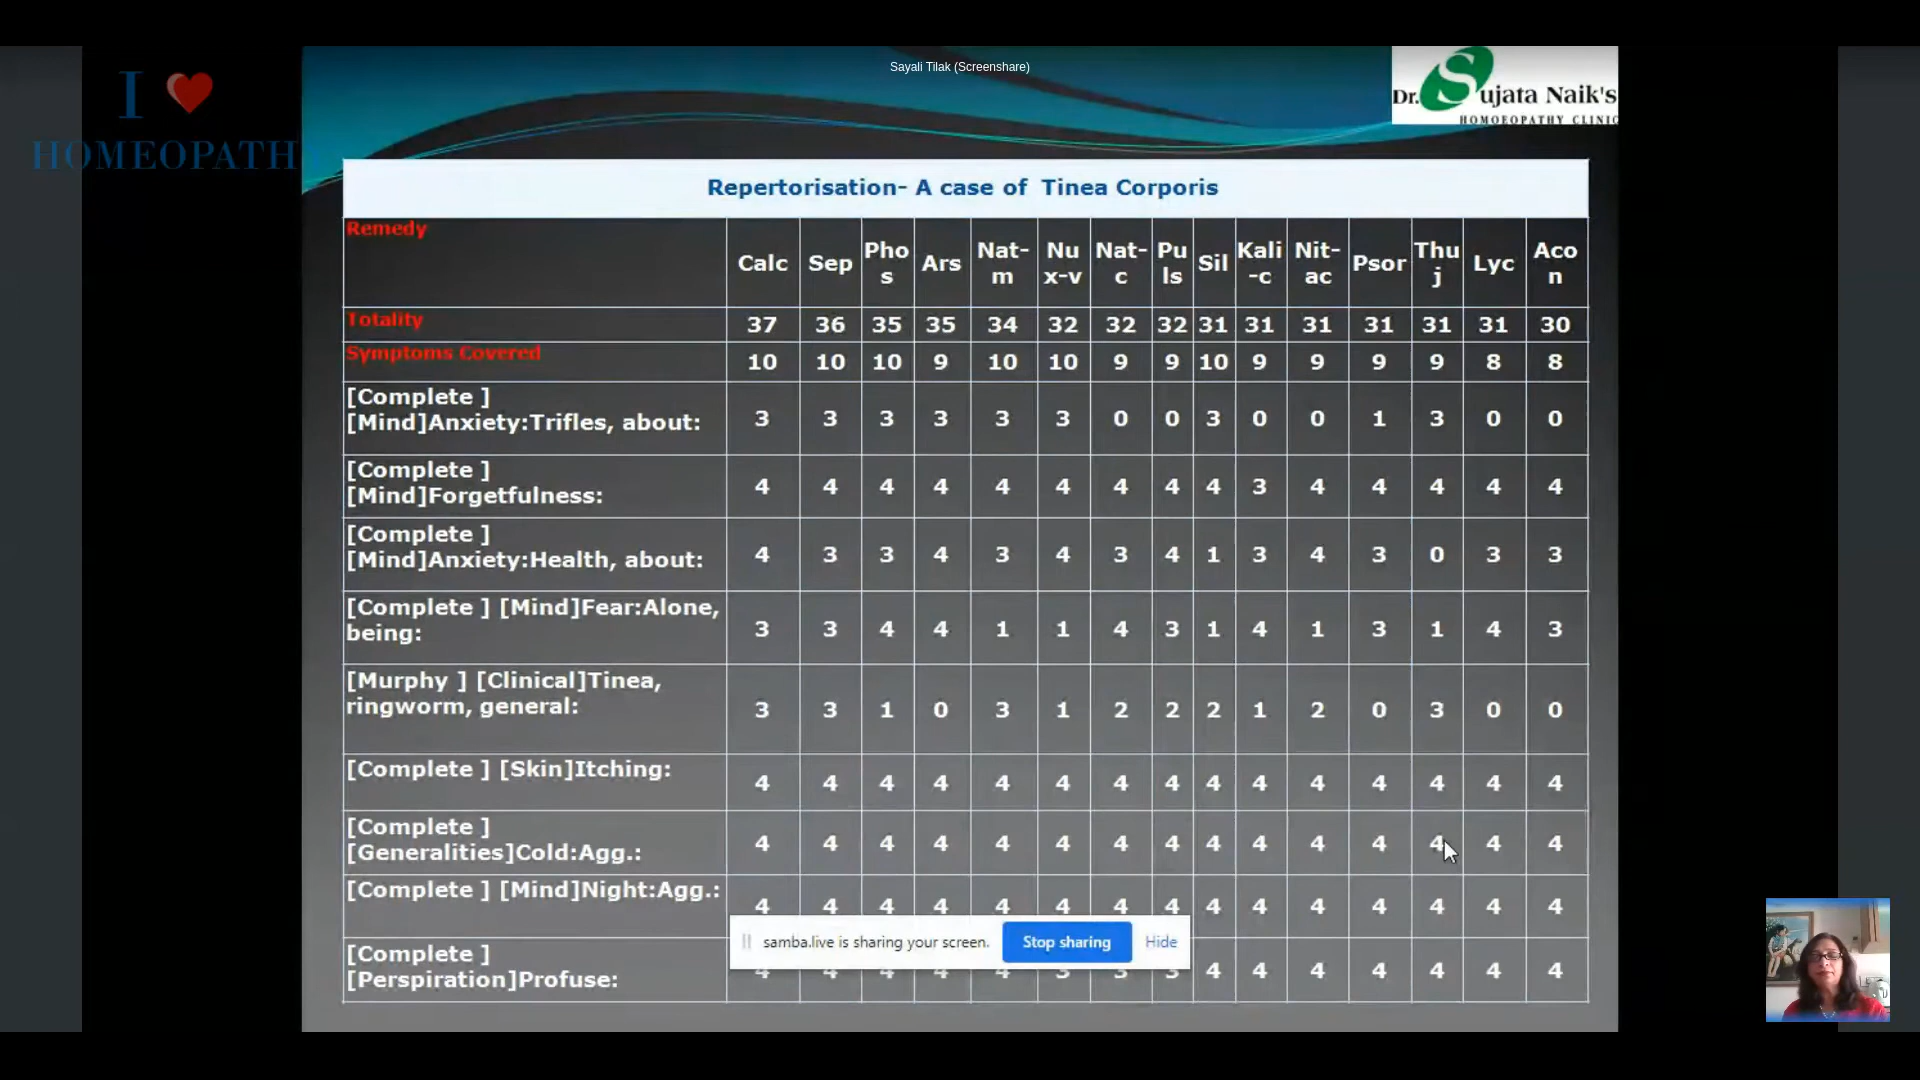 Sayali Tilak (Screenshare)
I
HOMEOPATH
Dr. Sujata Naik's
HOMOEOPATHY CLINIC
Repertorisation- A case of Tinea Corporis
Remedy Calc Sep Phos Ars Nat-m Nux-v Nat-c Puls Sil Kali-c Nit-ac Psor Thuj Lyc Acon
Totality 37 36 35 35 34 32 32 32 31 31 31 31 31 31 30
Symptoms Covered 10 10 10 9 10 10 9 9 10 9 9 9 9 8 8
[Complete ]
[Mind]Anxiety:Trifles, about: 3 3 3 3 3 3 0 0 3 0 0 1 3 0 0
[Complete ]
[Mind]Forgetfulness: 4 4 4 4 4 4 4 4 4 3 4 4 4 4 4
[Complete ]
[Mind]Anxiety:Health, about: 4 3 3 4 3 4 3 4 1 3 4 3 0 3 3
[Complete ] [Mind]Fear:Alone,
being: 3 3 4 4 1 1 4 3 1 4 1 3 1 4 3
[Murphy ] [Clinical]Tinea,
ringworm, general: 3 3 1 0 3 1 2 2 2 1 2 0 3 0 0
[Complete ] [Skin]Itching: 4 4 4 4 4 4 4 4 4 4 4 4 4 4 4
[Complete ]
[Generalities]Cold:Agg.: 4 4 4 4 4 4 4 4 4 4 4 4 4 4 4
[Complete ] [Mind]Night:Agg.: 4 4 4 4 4 4 4 4 4 4 4 4 4 4 4
samba.live is sharing your screen. Stop sharing Hide
[Complete ]
[Perspiration]Profuse: 4 4 4 4 4 3 3 3 4 4 4 4 4 4 4